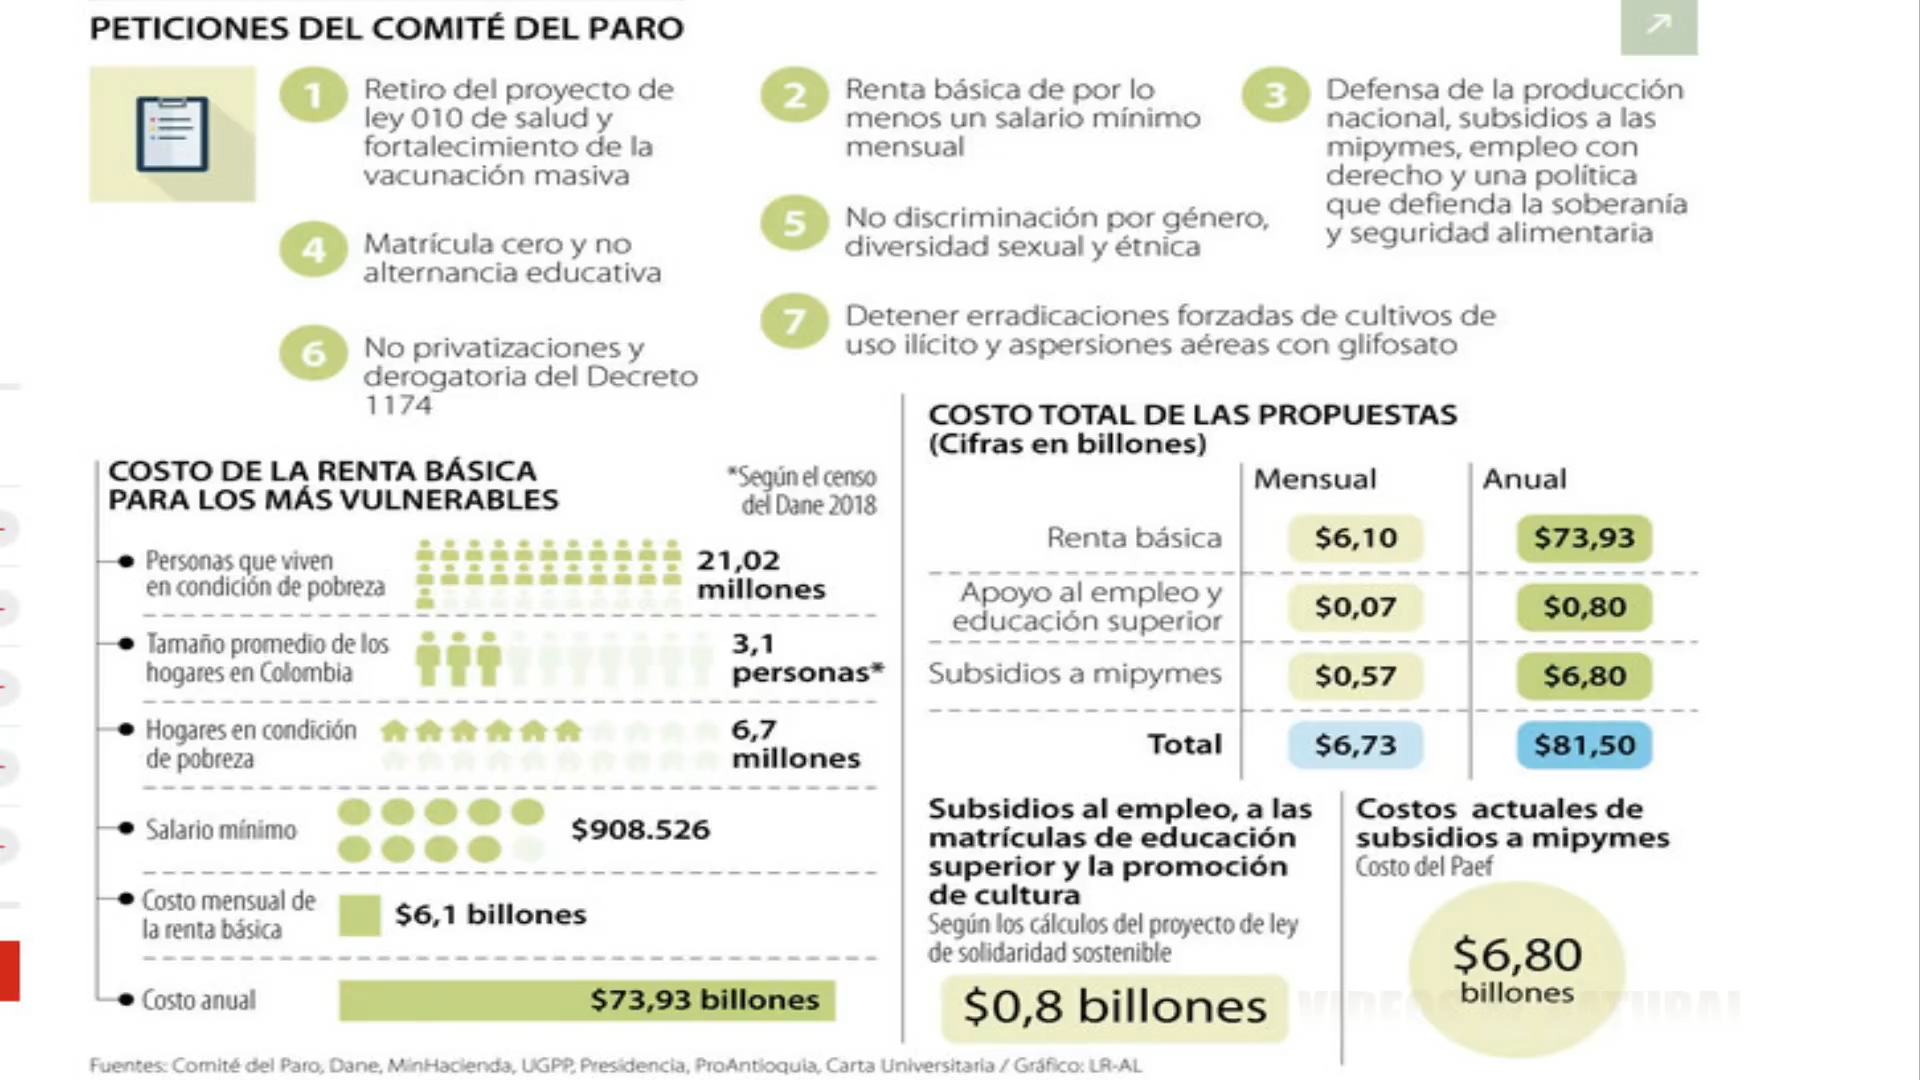 PETICIONES DEL COMITÉ DEL PARO
1
Retiro del proyecto de
ley 010 de salud y
fortalecimiento de la
vacunación masiva
2
Renta básica de por lo
menos un salario mínimo
mensual
3
Defensa de la producción
nacional, subsidios a las
mipymes, empleo con
derecho y una política
que defienda la soberanía
y seguridad alimentaria
4
Matrícula cero y no
alternancia educativa
5
No discriminación por género,
diversidad sexual y étnica
6
No privatizaciones y
derogatoria del Decreto
1174
7
Detener erradicaciones forzadas de cultivos de
uso ilícito y aspersiones aéreas con glifosato
COSTO DE LA RENTA BÁSICA
PARA LOS MÁS VULNERABLES
*Según el censo
del Dane 2018
Personas que viven
en condición de pobreza
21,02
millones
Tamaño promedio de los
hogares en Colombia
3,1
personas*
Hogares en condición
de pobreza
6,7
millones
Salario mínimo
$908.526
Costo mensual de
la renta básica
$6,1 billones
Costo anual
$73,93 billones
COSTO TOTAL DE LAS PROPUESTAS
(Cifras en billones)
Mensual Anual
Renta básica $6,10 $73,93
Apoyo al empleo y
educación superior $0,07 $0,80
Subsidios a mipymes $0,57 $6,80
Total $6,73 $81,50
Subsidios al empleo, a las
matrículas de educación
superior y la promoción
de cultura
Según los cálculos del proyecto de ley
de solidaridad sostenible
$0,8 billones
Costos actuales de
subsidios a mipymes
Costo del Paef
$6,80
billones
Fuentes: Comité del Paro, Dane, MinHacienda, UGPP, Presidencia, ProAntioquia, Carta Universitaria / Gráfico: LR-AL